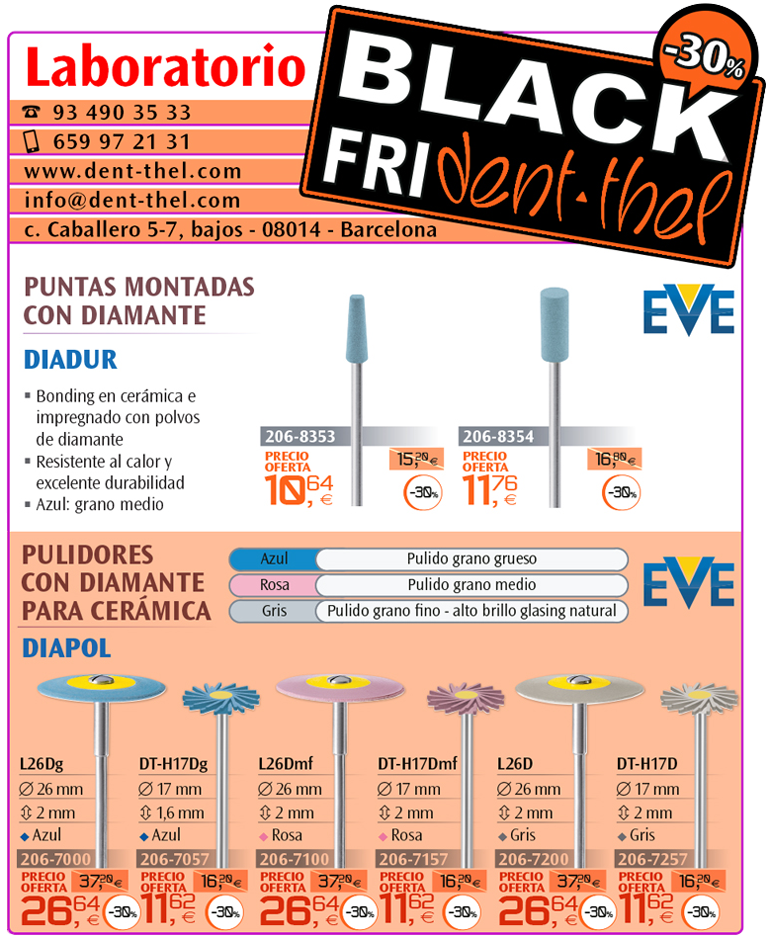 Laboratorio
93 490 35 33
659 97 21 31
www.dent-thel.com
info@dent-thel.com
c. Caballero 5-7, bajos - 08014 - Barcelona
-30%
BLACK
FRIdent·thel
PUNTAS MONTADAS
CON DIAMANTE
EVE
DIADUR
▪ Bonding en cerámica e
impregnado con polvos
de diamante
▪ Resistente al calor y
excelente durabilidad
▪ Azul: grano medio
206-8353
PRECIO
OFERTA
15,20€
10,64€
-30%
206-8354
PRECIO
OFERTA
16,80€
11,76€
-30%
PULIDORES
CON DIAMANTE
PARA CERÁMICA
Azul Pulido grano grueso
Rosa Pulido grano medio
Gris Pulido grano fino - alto brillo glasing natural
EVE
DIAPOL
L26Dg
Ø 26 mm
⇕ 2 mm
◆ Azul
206-7000
PRECIO
OFERTA
37,20€
26,64€
-30%
DT-H17Dg
Ø 17 mm
⇕ 1,6 mm
◆ Azul
206-7057
PRECIO
OFERTA
16,20€
11,62€
-30%
L26Dmf
Ø 26 mm
⇕ 2 mm
◆ Rosa
206-7100
PRECIO
OFERTA
37,20€
26,64€
-30%
DT-H17Dmf
Ø 17 mm
⇕ 2 mm
◆ Rosa
206-7157
PRECIO
OFERTA
16,20€
11,62€
-30%
L26D
Ø 26 mm
⇕ 2 mm
◆ Gris
206-7200
PRECIO
OFERTA
37,20€
26,64€
-30%
DT-H17D
Ø 17 mm
⇕ 2 mm
◆ Gris
206-7257
PRECIO
OFERTA
16,20€
11,62€
-30%